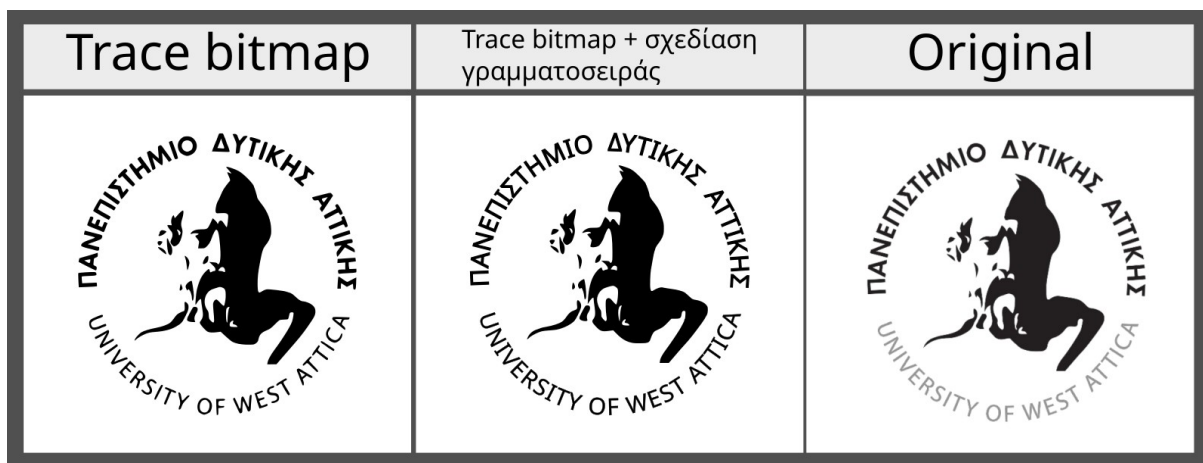 Trace bitmap
Trace bitmap + σχεδίαση
γραμματοσειράς
Original
ΠΑΝΕΠΙΣΤΗΜΙΟ ΔΥΤΙΚΗΣ ΑΤΤΙΚΗΣ
UNIVERSITY OF WEST ATTICA
ΠΑΝΕΠΙΣΤΗΜΙΟ ΔΥΤΙΚΗΣ ΑΤΤΙΚΗΣ
UNIVERSITY OF WEST ATTICA
ΠΑΝΕΠΙΣΤΗΜΙΟ ΔΥΤΙΚΗΣ ΑΤΤΙΚΗΣ
UNIVERSITY OF WEST ATTICA